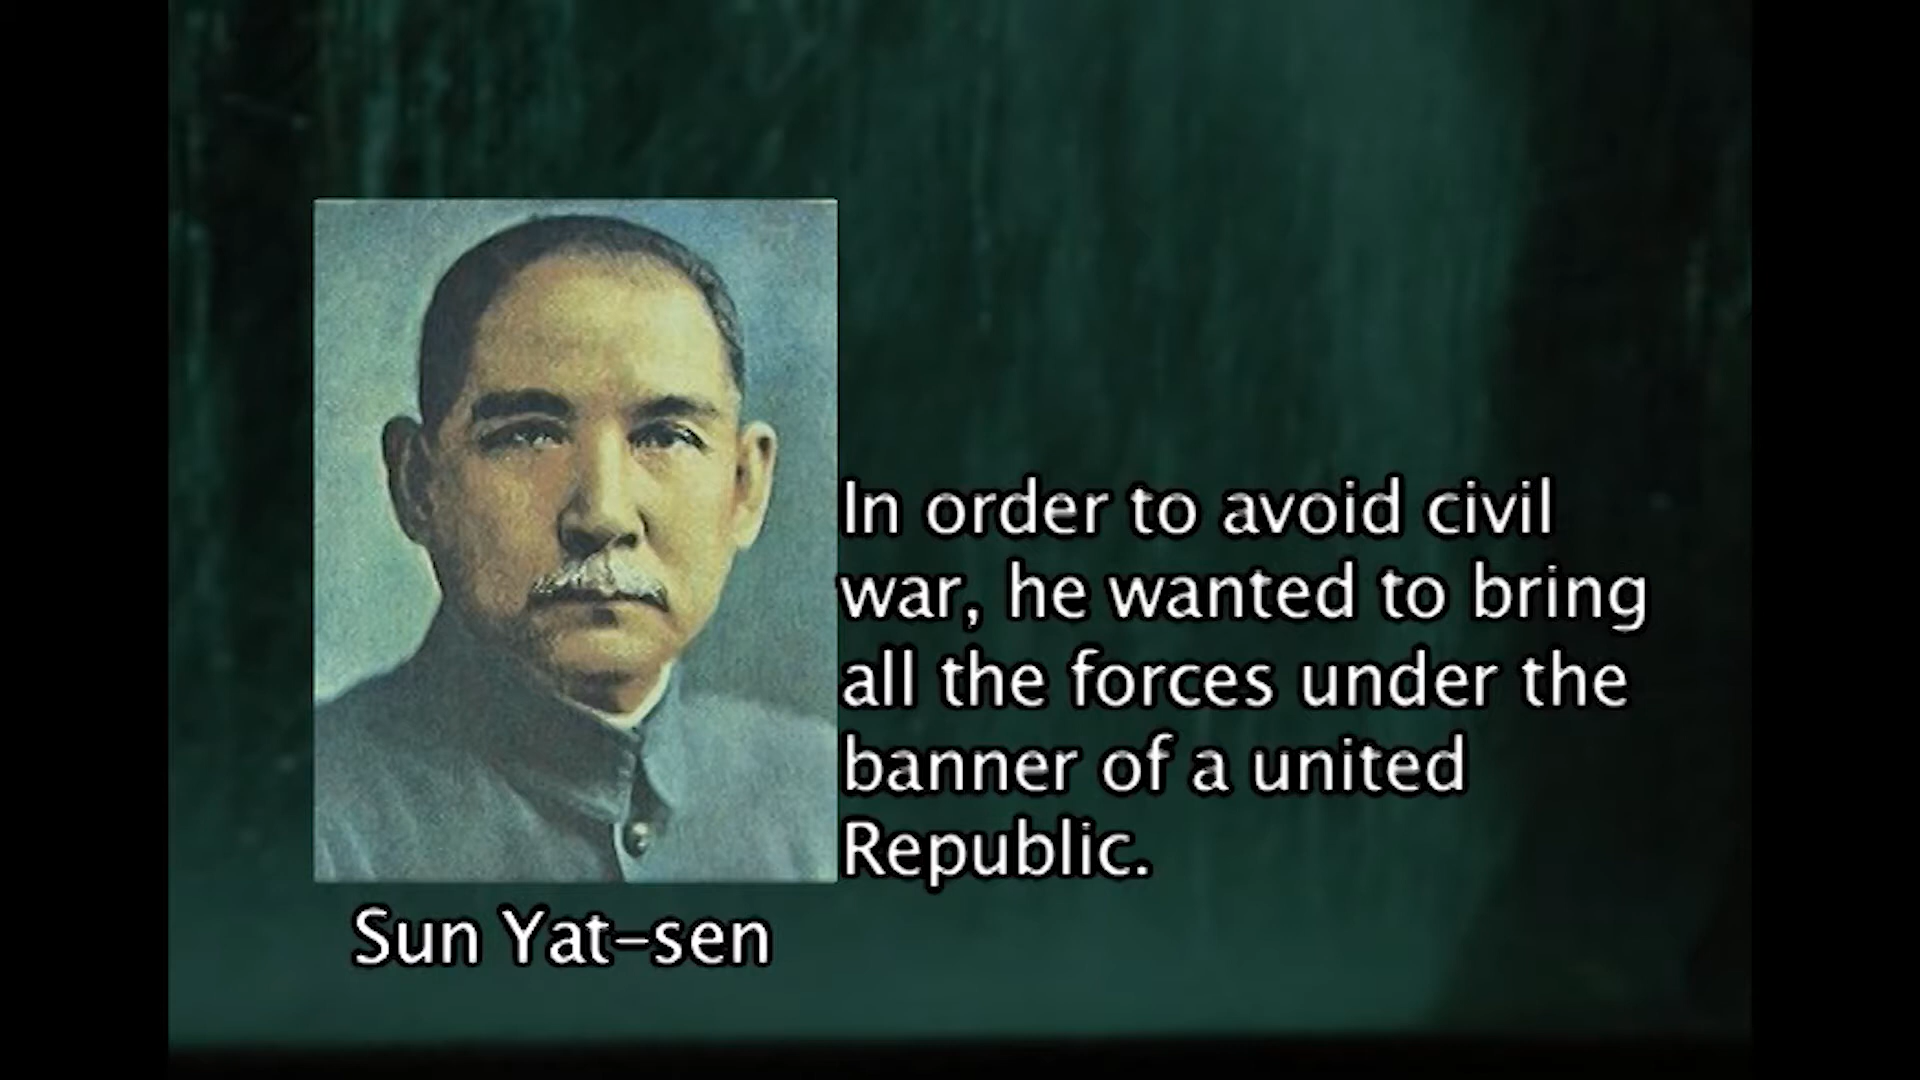 In order to avoid civil
war, he wanted to bring
all the forces under the
banner of a united
Republic.
Sun Yat-sen